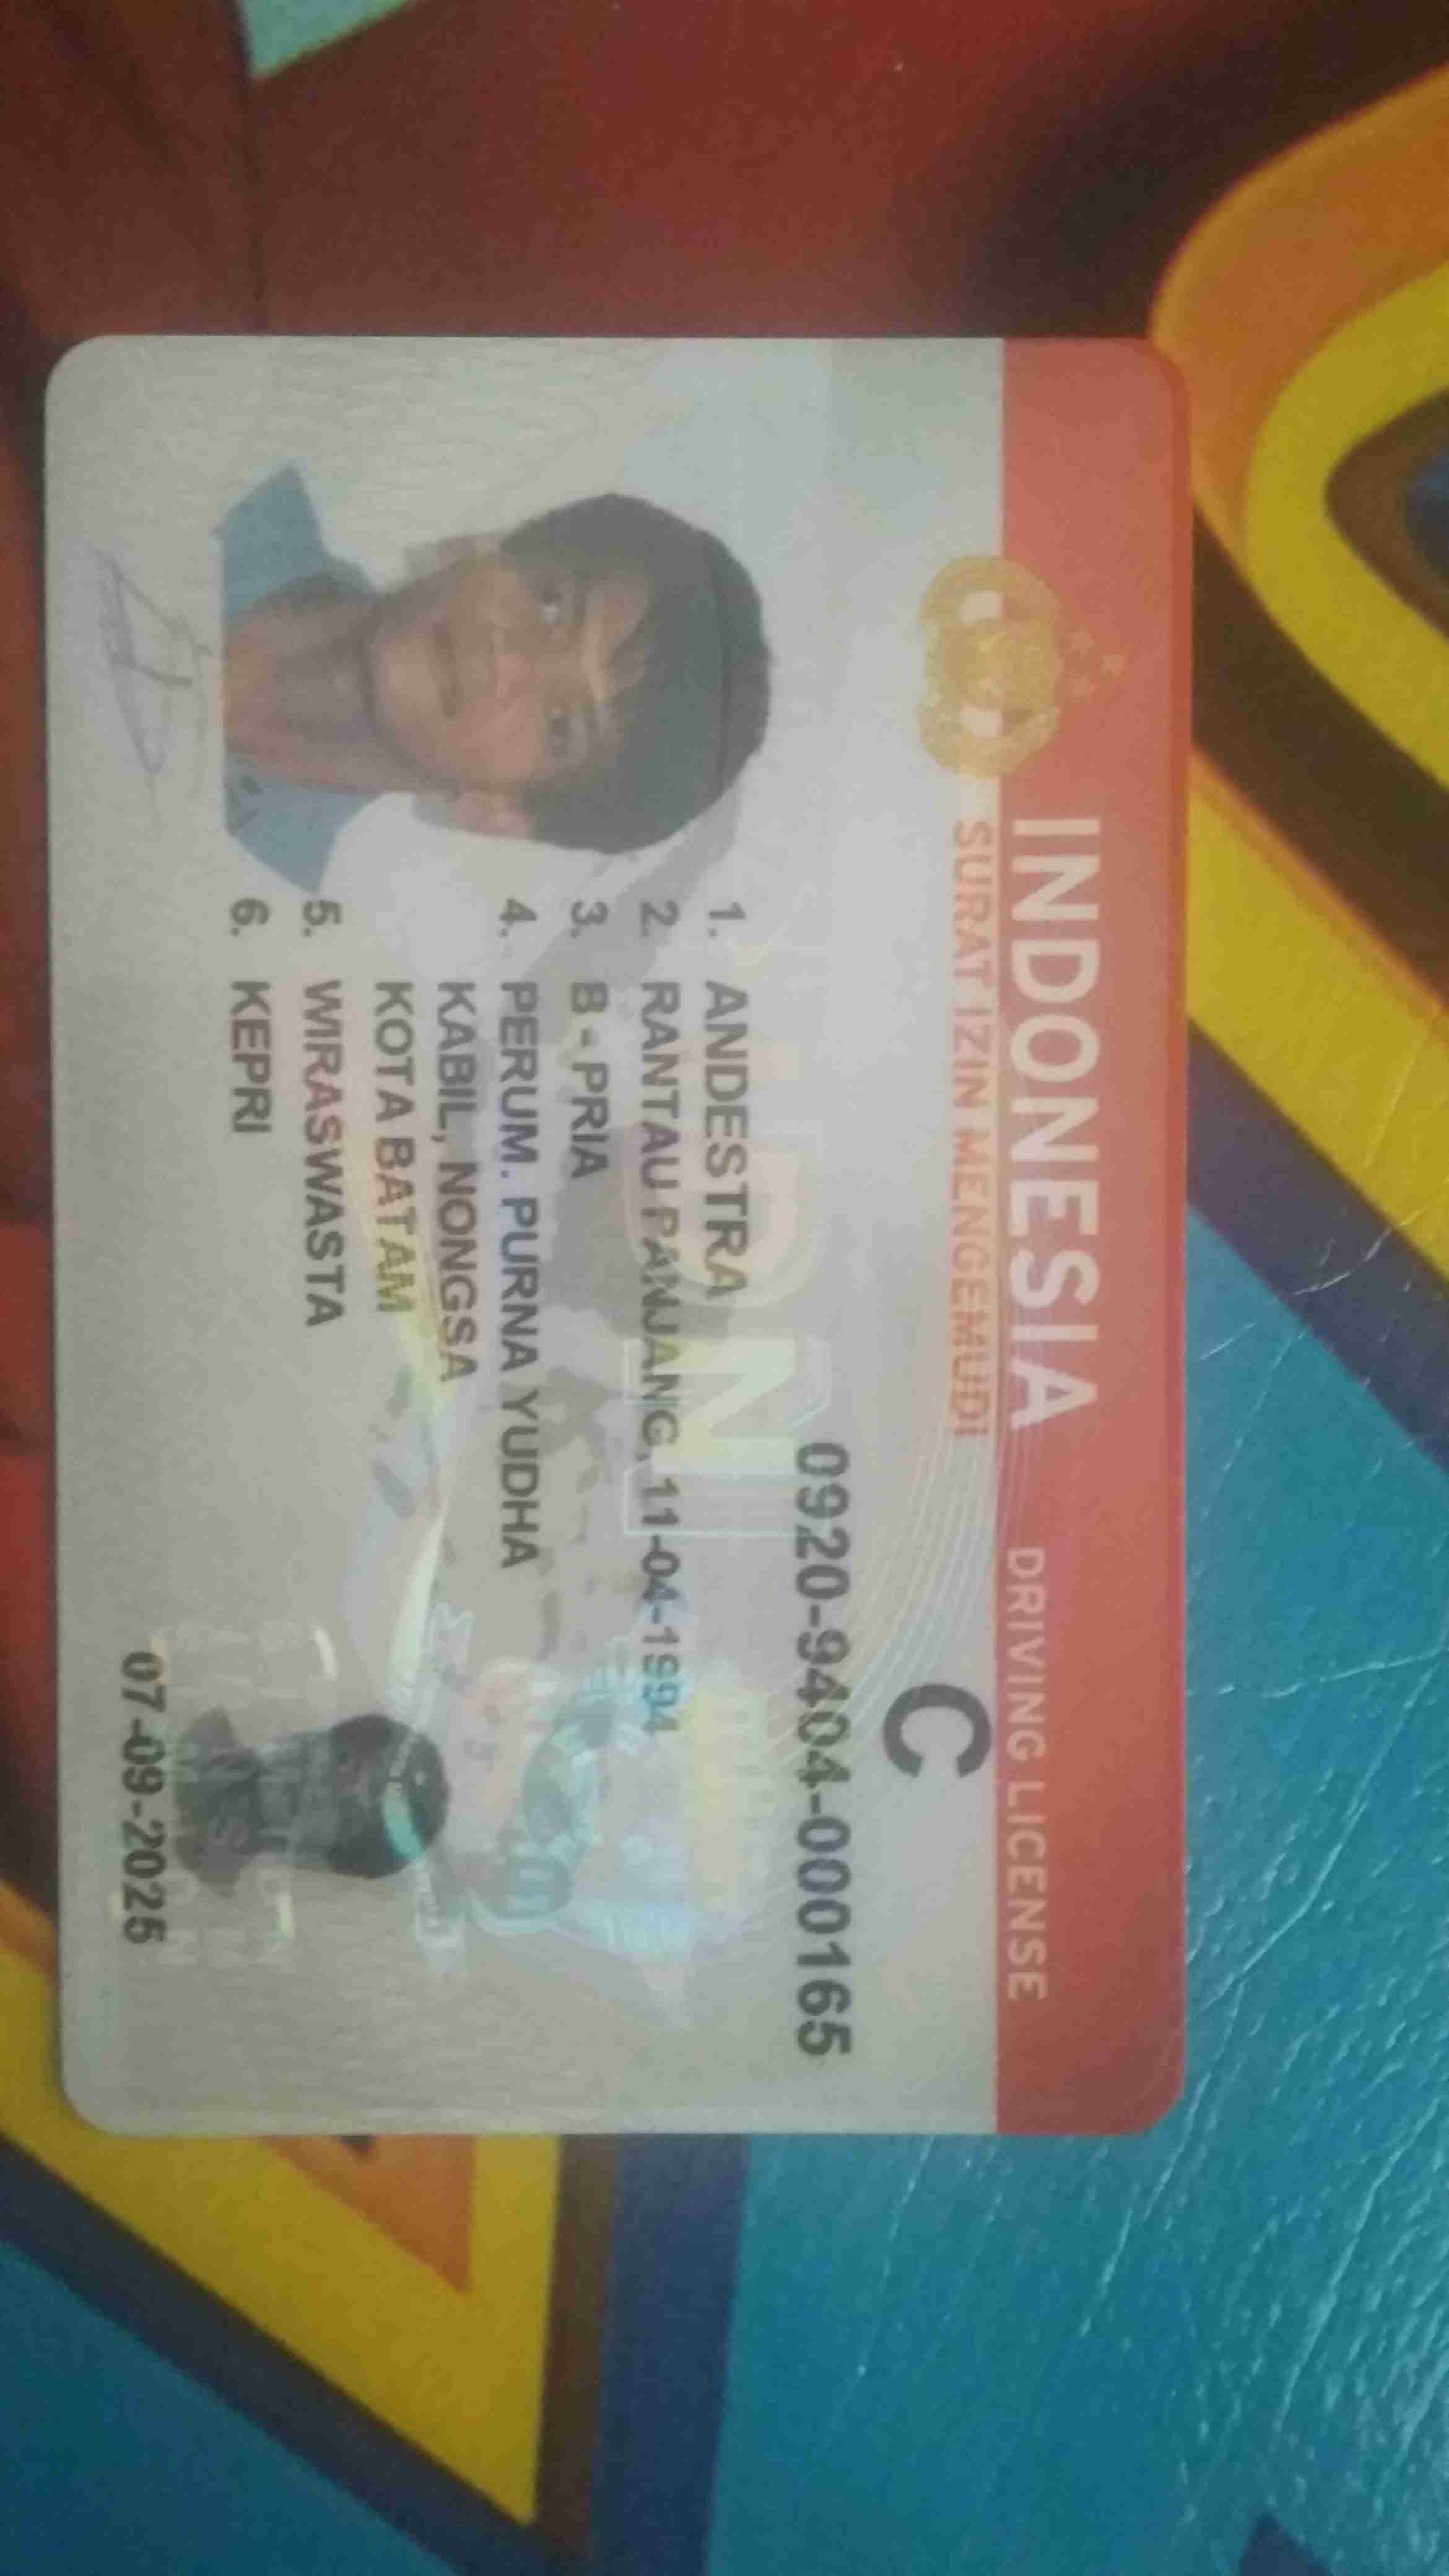 INDONESIA DRIVING LICENSE
SURAT IZIN MENGEMUDI
C
0920-9404-000165
1. ANDESTRA
2. RANTAU PANJANG, 11-04-1994
3. B - PRIA
4. PERUM. PURNA YUDHA
KABIL, NONGSA
KOTA BATAM
5. WIRASWASTA
6. KEPRI
07-09-2025